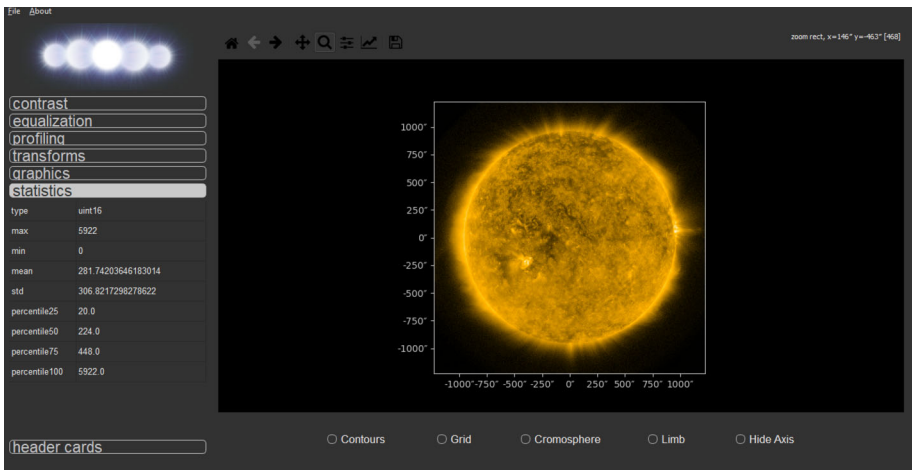 File About
zoom rect, x=146" y=-463" [468]
contrast
equalization
profiling
transforms
graphics
statistics
type uint16
max 5922
min 0
mean 281.74203646183014
std 306.8217298278622
percentile25 20.0
percentile50 224.0
percentile75 448.0
percentile100 5922.0
header cards
1000"
750"
500"
250"
0"
-250"
-500"
-750"
-1000"
-1000" -750" -500" -250" 0" 250" 500" 750" 1000"
Contours Grid Cromosphere Limb Hide Axis